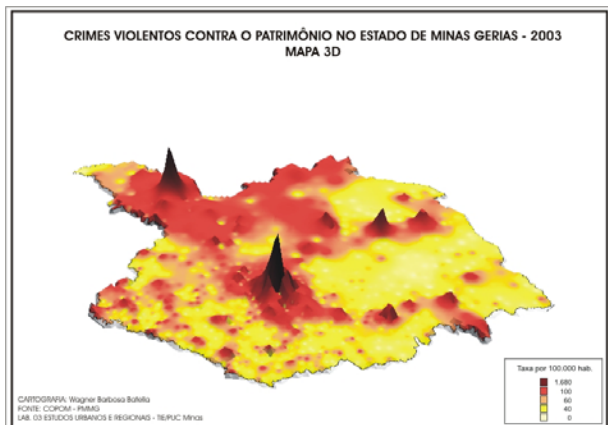 CRIMES VIOLENTOS CONTRA O PATRIMÔNIO NO ESTADO DE MINAS GERIAS - 2003
MAPA 3D
Taxa por 100.000 hab.
1.680
100
60
40
0
CARTOGRAFIA: Wagner Barbosa Batella
FONTE: COPOM - PMMG
LAB. 03 ESTUDOS URBANOS E REGIONAIS - TIE/PUC Minas